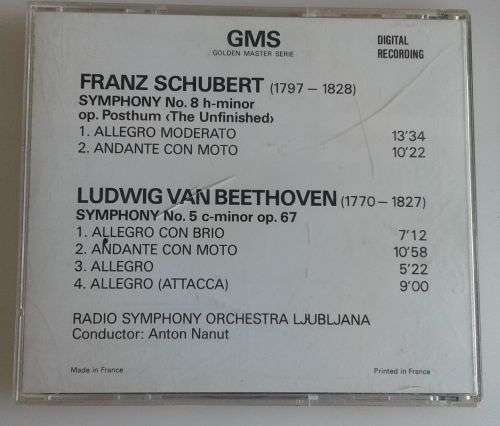 GMS
GOLDEN MASTER SERIE
DIGITAL
RECORDING
FRANZ SCHUBERT (1797 – 1828)
SYMPHONY No. 8 h-minor
op. Posthum ‹The Unfinished›
1. ALLEGRO MODERATO 13'34
2. ANDANTE CON MOTO 10'22
LUDWIG VAN BEETHOVEN (1770 – 1827)
SYMPHONY No. 5 c-minor op. 67
1. ALLEGRO CON BRIO 7'12
2. ANDANTE CON MOTO 10'58
3. ALLEGRO 5'22
4. ALLEGRO (ATTACCA) 9'00
RADIO SYMPHONY ORCHESTRA LJUBLJANA
Conductor: Anton Nanut
Made in France Printed in France